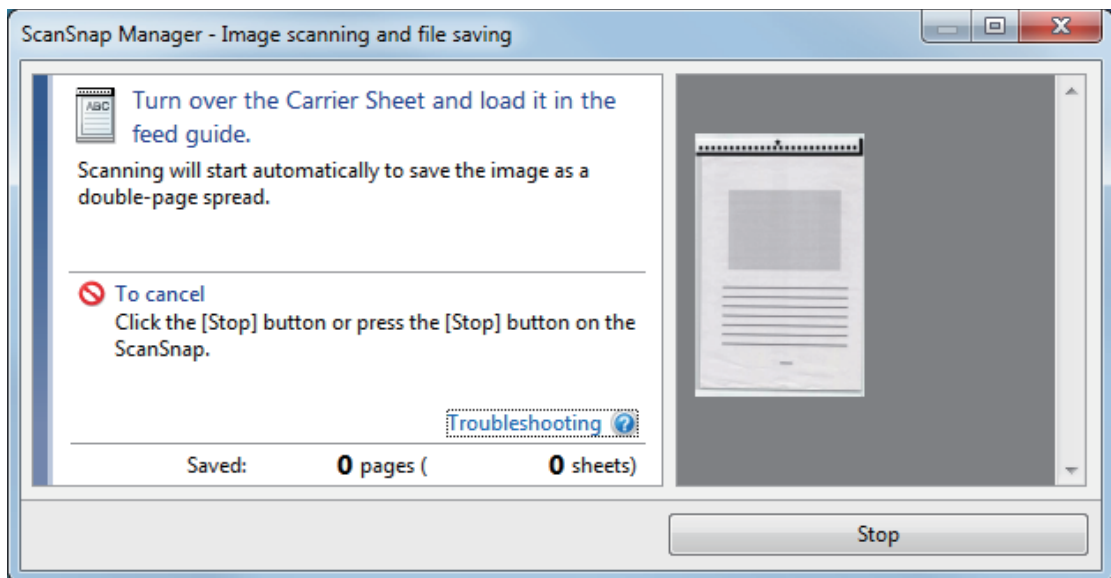 ScanSnap Manager - Image scanning and file saving
Turn over the Carrier Sheet and load it in the
feed guide.
Scanning will start automatically to save the image as a
double-page spread.
To cancel
Click the [Stop] button or press the [Stop] button on the
ScanSnap.
Troubleshooting ?
Saved: 0 pages ( 0 sheets)
Stop
ABC